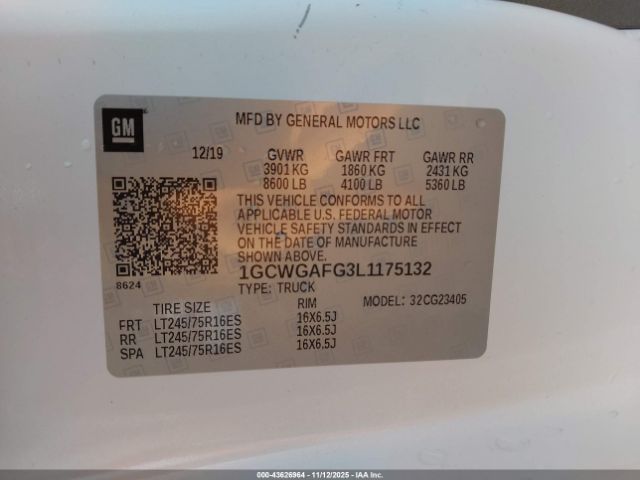 GM
MFD BY GENERAL MOTORS LLC
12/19 GVWR GAWR FRT GAWR RR
3901 KG 1860 KG 2431 KG
8600 LB 4100 LB 5360 LB
THIS VEHICLE CONFORMS TO ALL
APPLICABLE U.S. FEDERAL MOTOR
VEHICLE SAFETY STANDARDS IN EFFECT
ON THE DATE OF MANUFACTURE
SHOWN ABOVE.
8624 1GCWGAFG3L1175132
TYPE: TRUCK MODEL: 32CG23405
TIRE SIZE RIM
FRT LT245/75R16ES 16X6.5J
RR LT245/75R16ES 16X6.5J
SPA LT245/75R16ES 16X6.5J
000-43626964 - 11/12/2025 - IAAI.COM